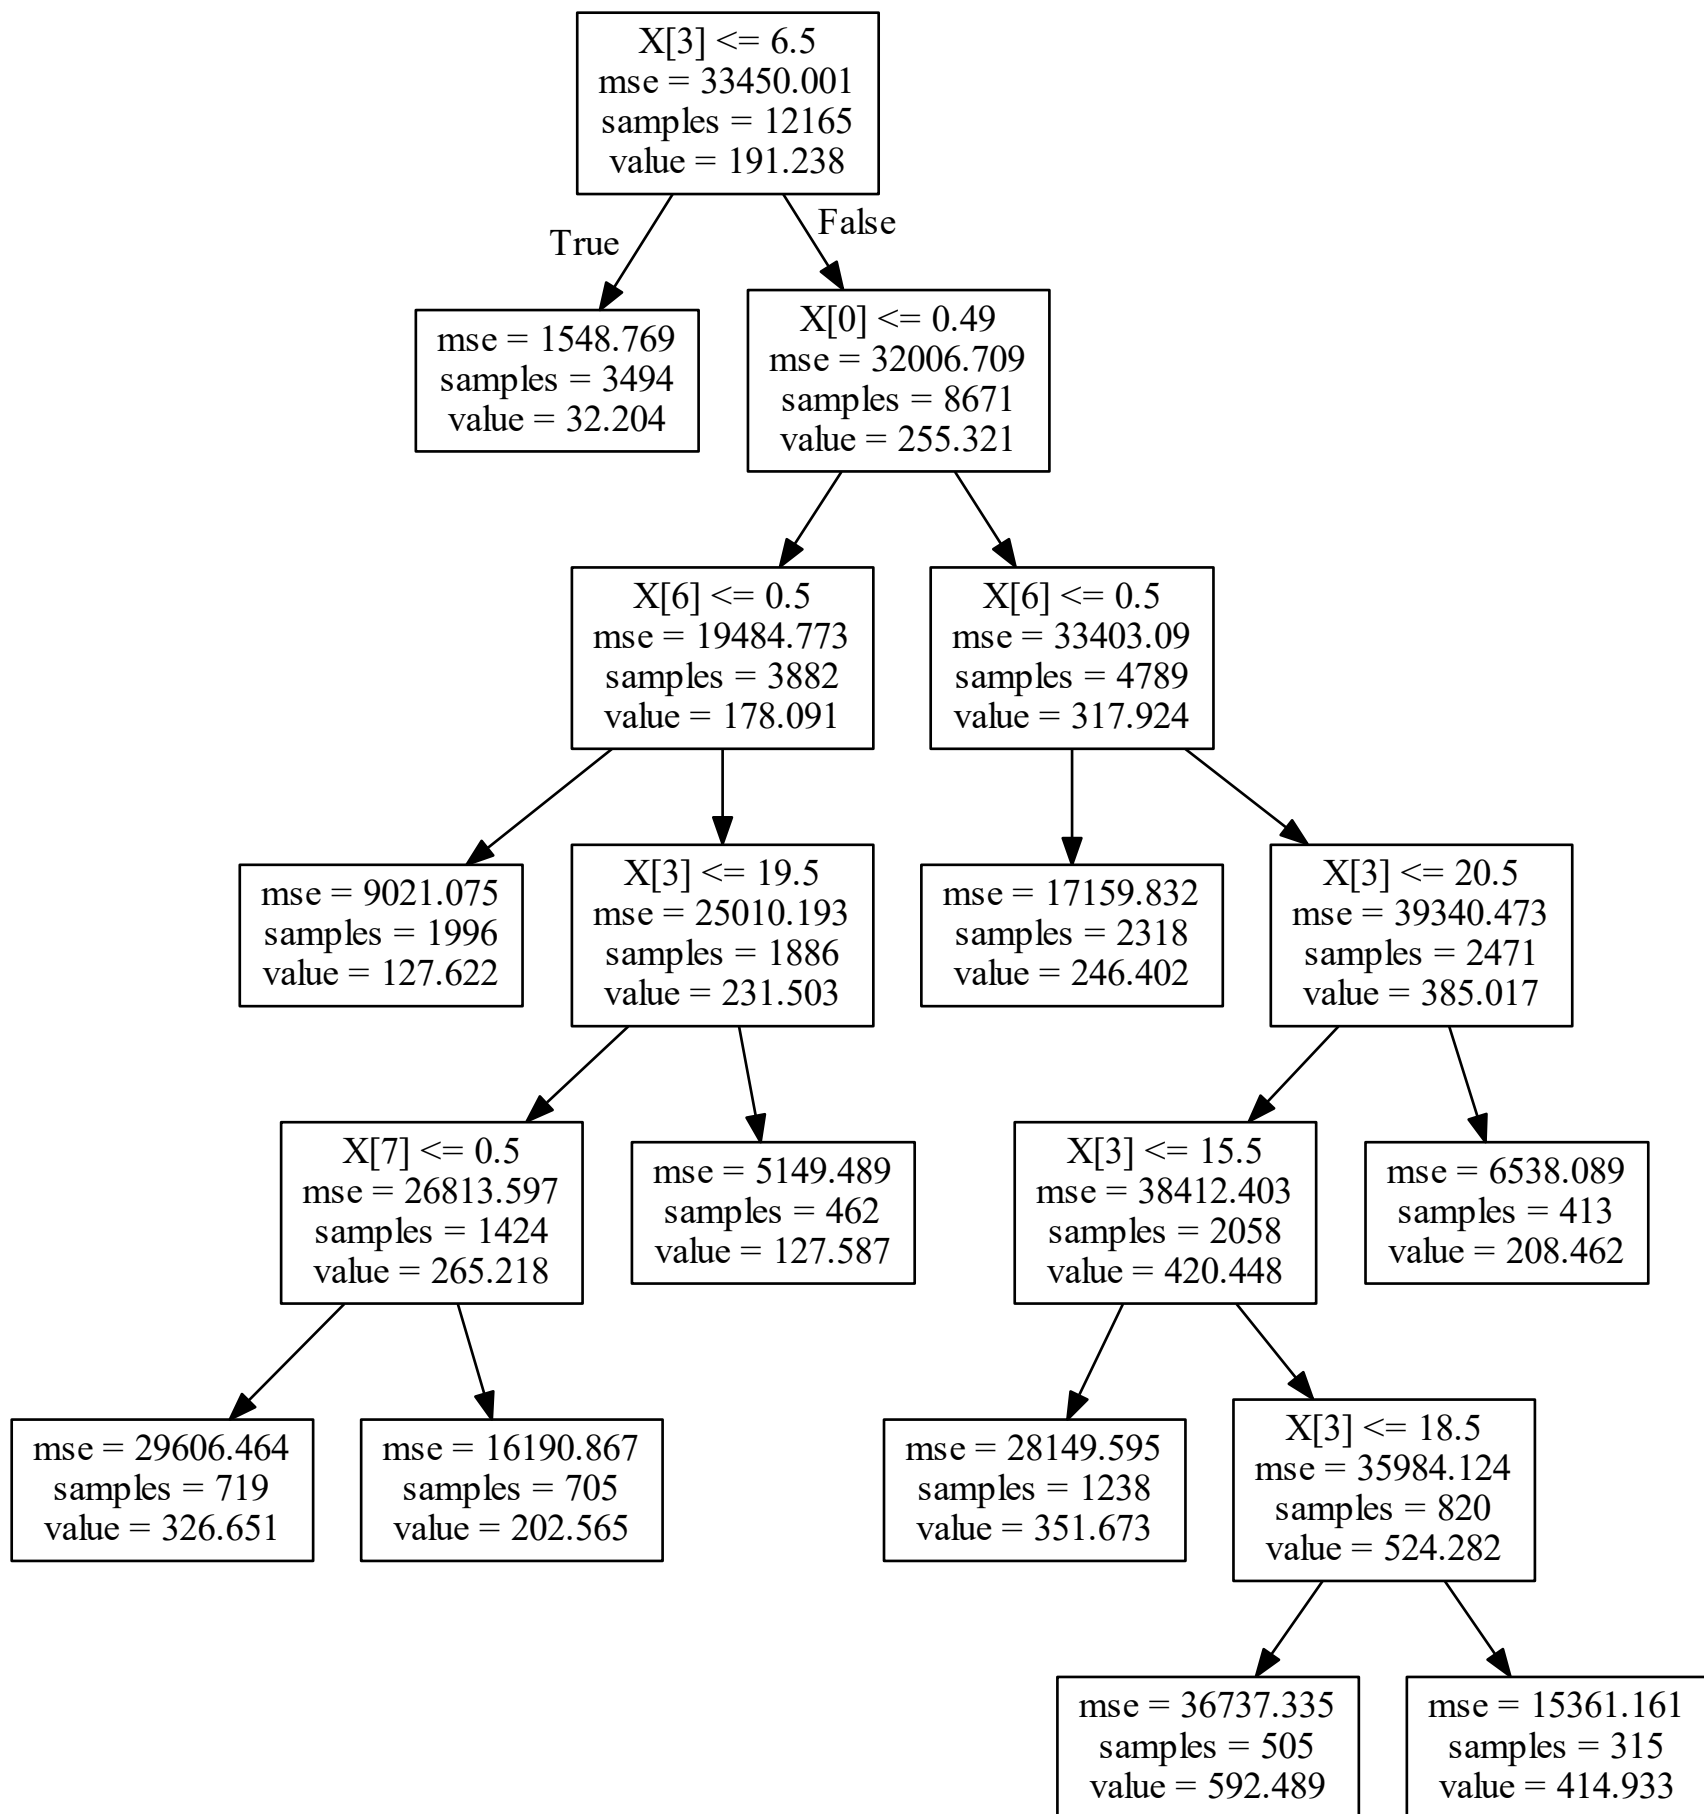 X[3] <= 6.5
mse = 33450.001
samples = 12165
value = 191.238
True
False
mse = 1548.769
samples = 3494
value = 32.204
X[0] <= 0.49
mse = 32006.709
samples = 8671
value = 255.321
X[6] <= 0.5
mse = 19484.773
samples = 3882
value = 178.091
X[6] <= 0.5
mse = 33403.09
samples = 4789
value = 317.924
mse = 9021.075
samples = 1996
value = 127.622
X[3] <= 19.5
mse = 25010.193
samples = 1886
value = 231.503
mse = 17159.832
samples = 2318
value = 246.402
X[3] <= 20.5
mse = 39340.473
samples = 2471
value = 385.017
X[7] <= 0.5
mse = 26813.597
samples = 1424
value = 265.218
mse = 5149.489
samples = 462
value = 127.587
X[3] <= 15.5
mse = 38412.403
samples = 2058
value = 420.448
mse = 6538.089
samples = 413
value = 208.462
mse = 29606.464
samples = 719
value = 326.651
mse = 16190.867
samples = 705
value = 202.565
mse = 28149.595
samples = 1238
value = 351.673
X[3] <= 18.5
mse = 35984.124
samples = 820
value = 524.282
mse = 36737.335
samples = 505
value = 592.489
mse = 15361.161
samples = 315
value = 414.933